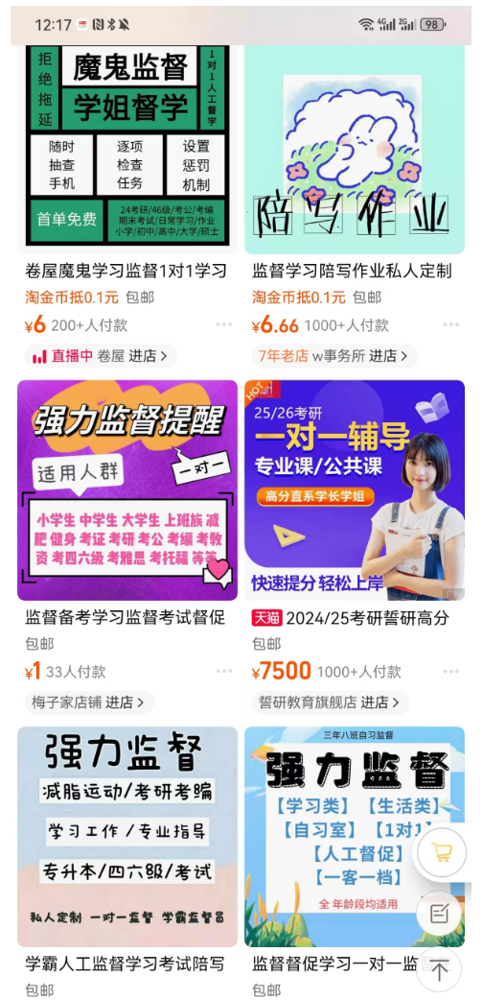 12:17
4G
2G
98
拒绝拖延
魔鬼监督
学姐督学
1对1人工督学
随时抽查手机
逐项检查任务
设置惩罚机制
首单免费
24考研/46级/考公/考编
期末考试/日常学习/作业
小学/初中/高中/大学/硕士
卷屋魔鬼学习监督1对1学习
淘金币抵0.1元 包邮
¥6 200+人付款
直播中 卷屋 进店
陪写作业
监督学习陪写作业私人定制
淘金币抵0.1元 包邮
¥6.66 1000+人付款
7年老店 w事务所 进店
强力监督提醒
适用人群
一对一
小学生 中学生 大学生 上班族 减
肥 健身 考证 考研 考公 考编 考教
资 考四六级 考雅思 考托福 等等
监督备考学习监督考试督促
包邮
¥1 33人付款
梅子家店铺 进店
HOT
25/26考研
一对一辅导
专业课/公共课
高分直系学长学姐
快速提分 轻松上岸
天猫 2024/25考研誓研高分
包邮
¥7500 1000+人付款
誓研教育旗舰店 进店
强力监督
减脂运动/考研考编
学习工作/专业指导
专升本/四六级/考试
私人定制 一对一监督 学霸监督员
学霸人工监督学习考试陪写
包邮
三年八班自习监督
强力监督
【学习类】【生活类】
【自习室】【1对1】
【人工督促】
【一客一档】
全年龄段均适用
监督督促学习一对一监
包邮